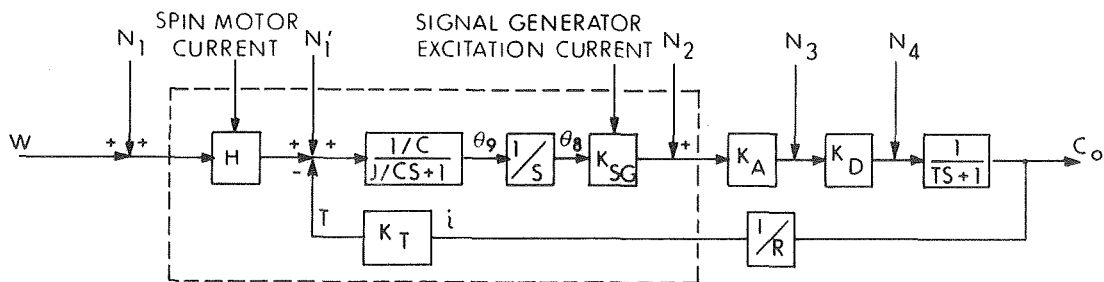 SPIN MOTOR
CURRENT
SIGNAL GENERATOR
EXCITATION CURRENT
N1
N1'
N2
N3
N4
W
+ +
H
+ +
-
1/C
J/CS+1
θ9
1/S
θ8
KSG
+
KA
KD
1
TS+1
Co
T
KT
i
1/R